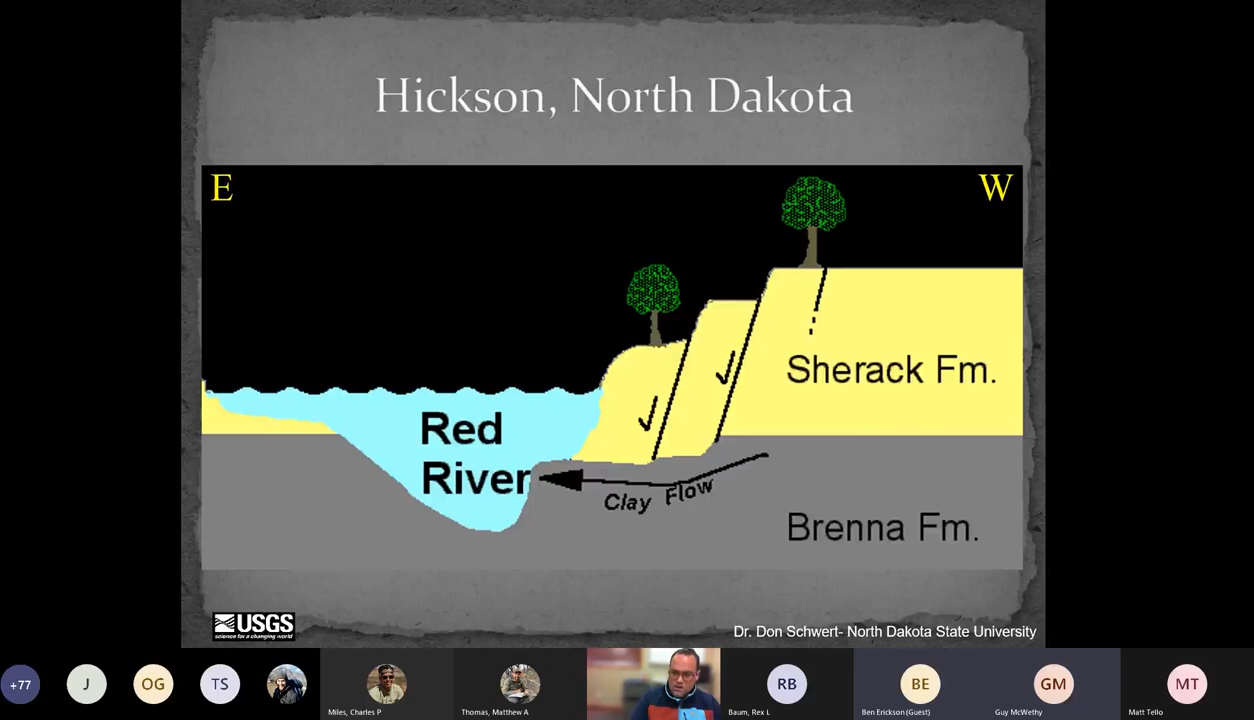 Hickson, North Dakota
E
W
Sherack Fm.
Red
River
Clay Flow
Brenna Fm.
USGS
science for a changing world
Dr. Don Schwert- North Dakota State University
+77
J
OG
TS
RB
BE
GM
MT
Miles, Charles P
Thomas, Matthew A
Baum, Rex L
Ben Erickson (Guest)
Guy McWethy
Matt Tello